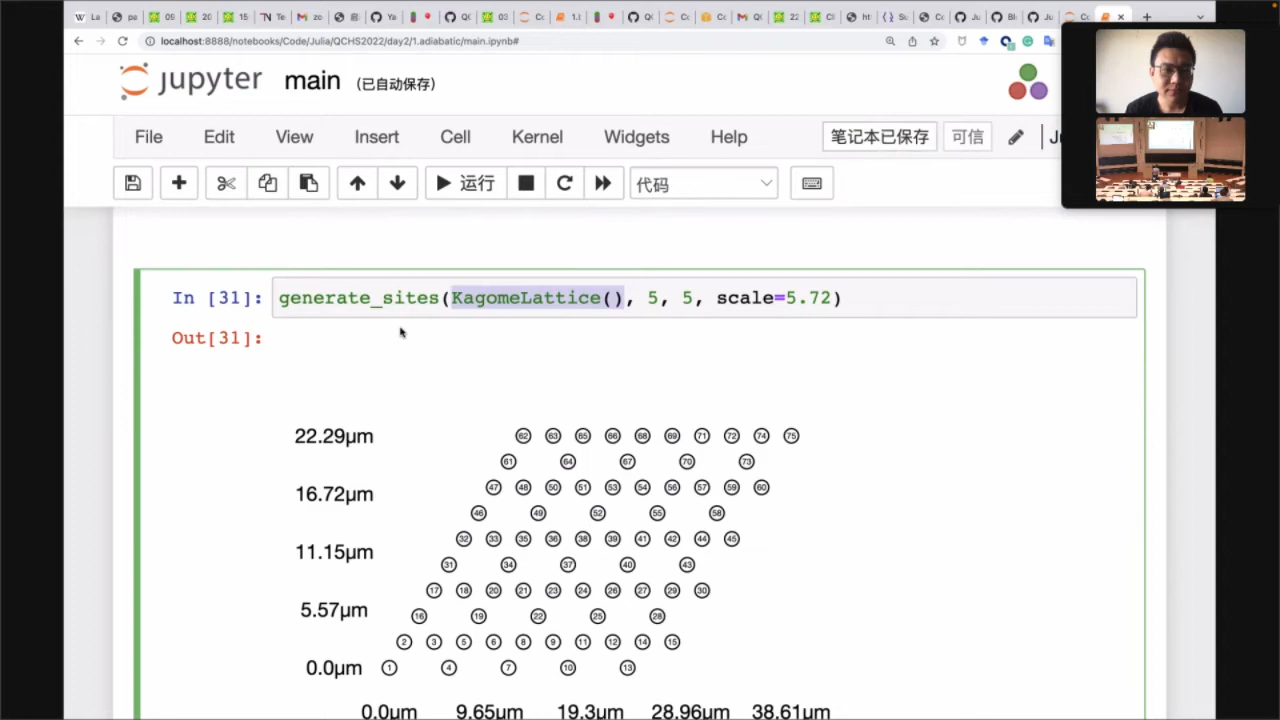 localhost:8888/notebooks/Code/Julia/QCHS2022/day2/1.adiabatic/main.ipynb#
jupyter main (已自动保存)
File Edit View Insert Cell Kernel Widgets Help 笔记本已保存 可信 Ju
运行 代码
In [31]: generate_sites(KagomeLattice(), 5, 5, scale=5.72)
Out[31]:
22.29μm 62 63 65 66 68 69 71 72 74 75
61 64 67 70 73
16.72μm 47 48 50 51 53 54 56 57 59 60
46 49 52 55 58
11.15μm 32 33 35 36 38 39 41 42 44 45
31 34 37 40 43
17 18 20 21 23 24 26 27 29 30
5.57μm 16 19 22 25 28
2 3 5 6 8 9 11 12 14 15
0.0μm 1 4 7 10 13
0.0μm 9.65μm 19.3μm 28.96μm 38.61μm